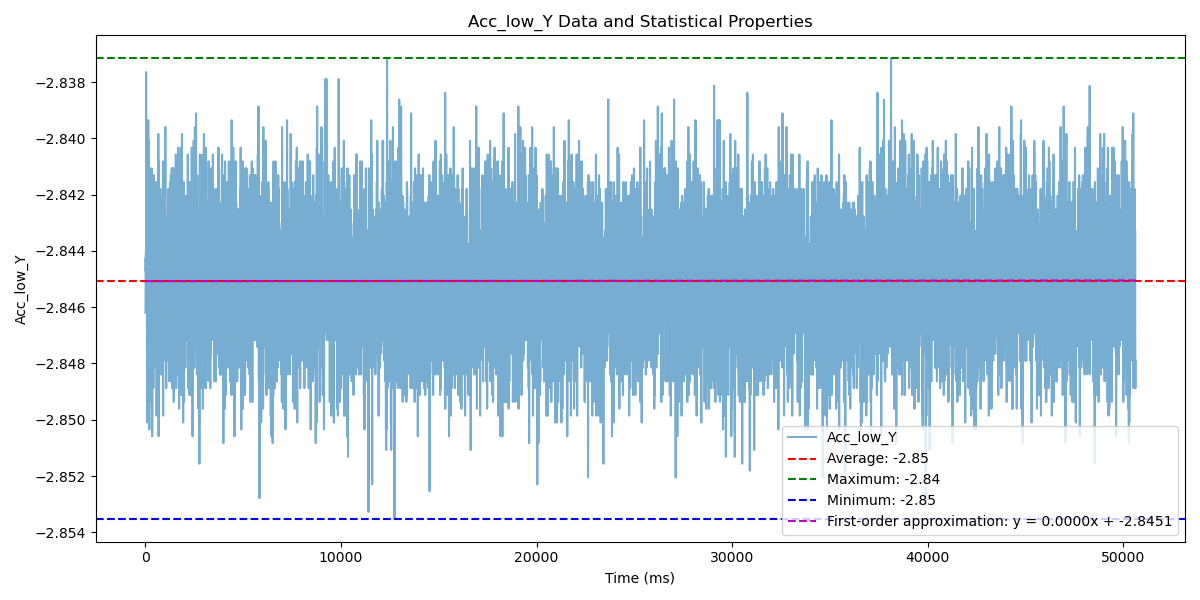 Acc_low_Y Data and Statistical Properties
Acc_low_Y
−2.838
−2.840
−2.842
−2.844
−2.846
−2.848
−2.850
−2.852
−2.854
Acc_low_Y
Average: -2.85
Maximum: -2.84
Minimum: -2.85
First-order approximation: y = 0.0000x + -2.8451
0 10000 20000 30000 40000 50000
Time (ms)